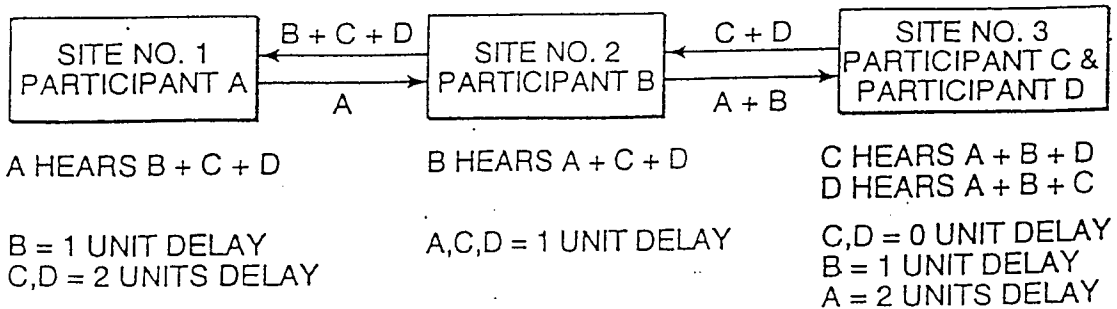 SITE NO. 1
PARTICIPANT A
B + C + D
A
SITE NO. 2
PARTICIPANT B
C + D
A + B
SITE NO. 3
PARTICIPANT C &
PARTICIPANT D
A HEARS B + C + D
B = 1 UNIT DELAY
C,D = 2 UNITS DELAY
B HEARS A + C + D
A,C,D = 1 UNIT DELAY
C HEARS A + B + D
D HEARS A + B + C
C,D = 0 UNIT DELAY
B = 1 UNIT DELAY
A = 2 UNITS DELAY